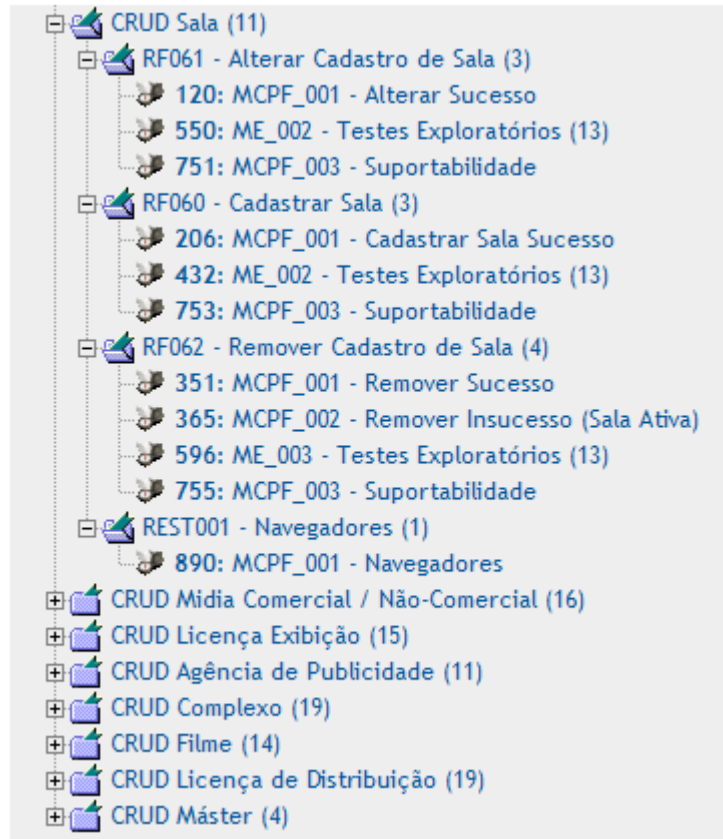 CRUD Sala (11)
RF061 - Alterar Cadastro de Sala (3)
120: MCPF_001 - Alterar Sucesso
550: ME_002 - Testes Exploratórios (13)
751: MCPF_003 - Suportabilidade
RF060 - Cadastrar Sala (3)
206: MCPF_001 - Cadastrar Sala Sucesso
432: ME_002 - Testes Exploratórios (13)
753: MCPF_003 - Suportabilidade
RF062 - Remover Cadastro de Sala (4)
351: MCPF_001 - Remover Sucesso
365: MCPF_002 - Remover Insucesso (Sala Ativa)
596: ME_003 - Testes Exploratórios (13)
755: MCPF_003 - Suportabilidade
REST001 - Navegadores (1)
890: MCPF_001 - Navegadores
CRUD Midia Comercial / Não-Comercial (16)
CRUD Licença Exibição (15)
CRUD Agência de Publicidade (11)
CRUD Complexo (19)
CRUD Filme (14)
CRUD Licença de Distribuição (19)
CRUD Máster (4)